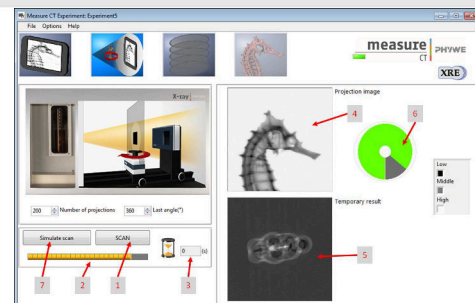 Measure CT Experiment: Experiment5
File Options Help
measure
CT
PHYWE
XRE
X-ray
Projection image
4
6
Low
Middle
High
200 Number of projections 360 Last angle(°)
Temporary result
Simulate scan SCAN 0 (s)
5
7 2 1 3